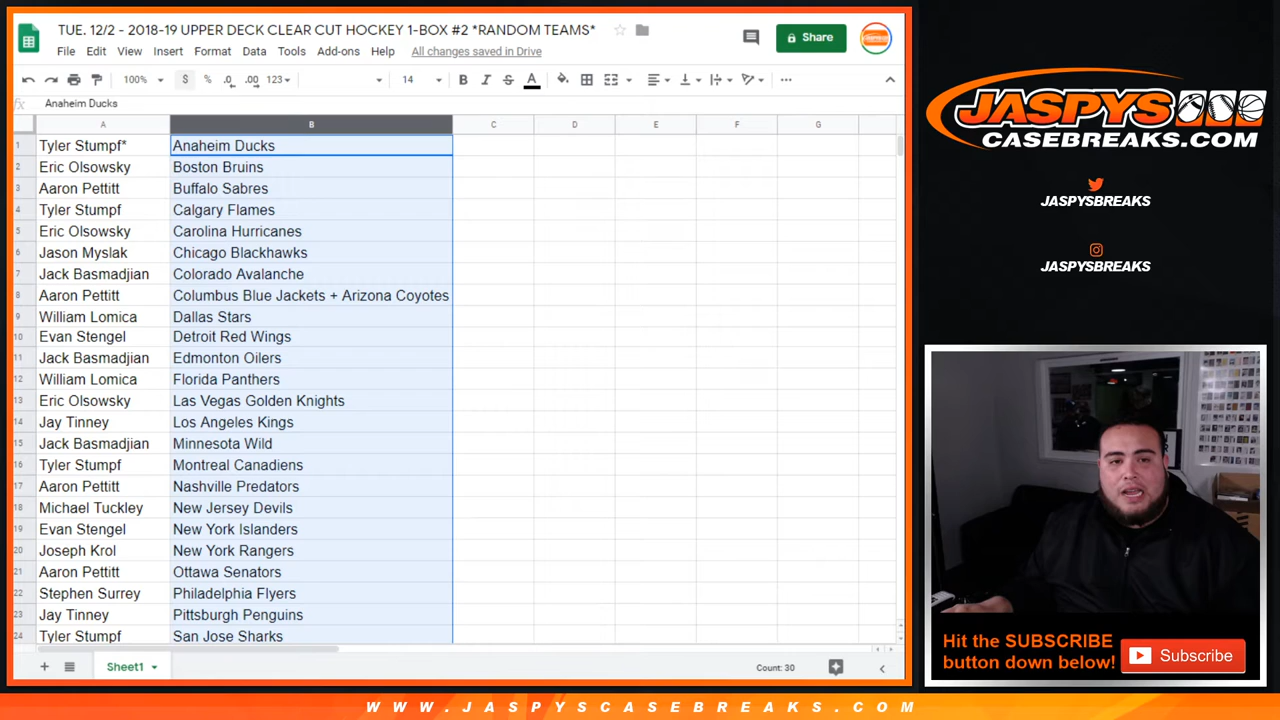 TUE. 12/2 - 2018-19 UPPER DECK CLEAR CUT HOCKEY 1-BOX #2 *RANDOM TEAMS*
File Edit View Insert Format Data Tools Add-ons Help All changes saved in Drive
Share
100% $ % .0 .00 123 14 B I S A
fx Anaheim Ducks
A B C D E F G
1 Tyler Stumpf* Anaheim Ducks
2 Eric Olsowsky Boston Bruins
3 Aaron Pettitt Buffalo Sabres
4 Tyler Stumpf Calgary Flames
5 Eric Olsowsky Carolina Hurricanes
6 Jason Myslak Chicago Blackhawks
7 Jack Basmadjian Colorado Avalanche
8 Aaron Pettitt Columbus Blue Jackets + Arizona Coyotes
9 William Lomica Dallas Stars
10 Evan Stengel Detroit Red Wings
11 Jack Basmadjian Edmonton Oilers
12 William Lomica Florida Panthers
13 Eric Olsowsky Las Vegas Golden Knights
14 Jay Tinney Los Angeles Kings
15 Jack Basmadjian Minnesota Wild
16 Tyler Stumpf Montreal Canadiens
17 Aaron Pettitt Nashville Predators
18 Michael Tuckley New Jersey Devils
19 Evan Stengel New York Islanders
20 Joseph Krol New York Rangers
21 Aaron Pettitt Ottawa Senators
22 Stephen Surrey Philadelphia Flyers
23 Jay Tinney Pittsburgh Penguins
24 Tyler Stumpf San Jose Sharks
Sheet1
Count: 30
JASPYS
CASEBREAKS.COM
JASPYSBREAKS
JASPYSBREAKS
Hit the SUBSCRIBE
button down below!
Subscribe
WWW.JASPYSCASEBREAKS.COM